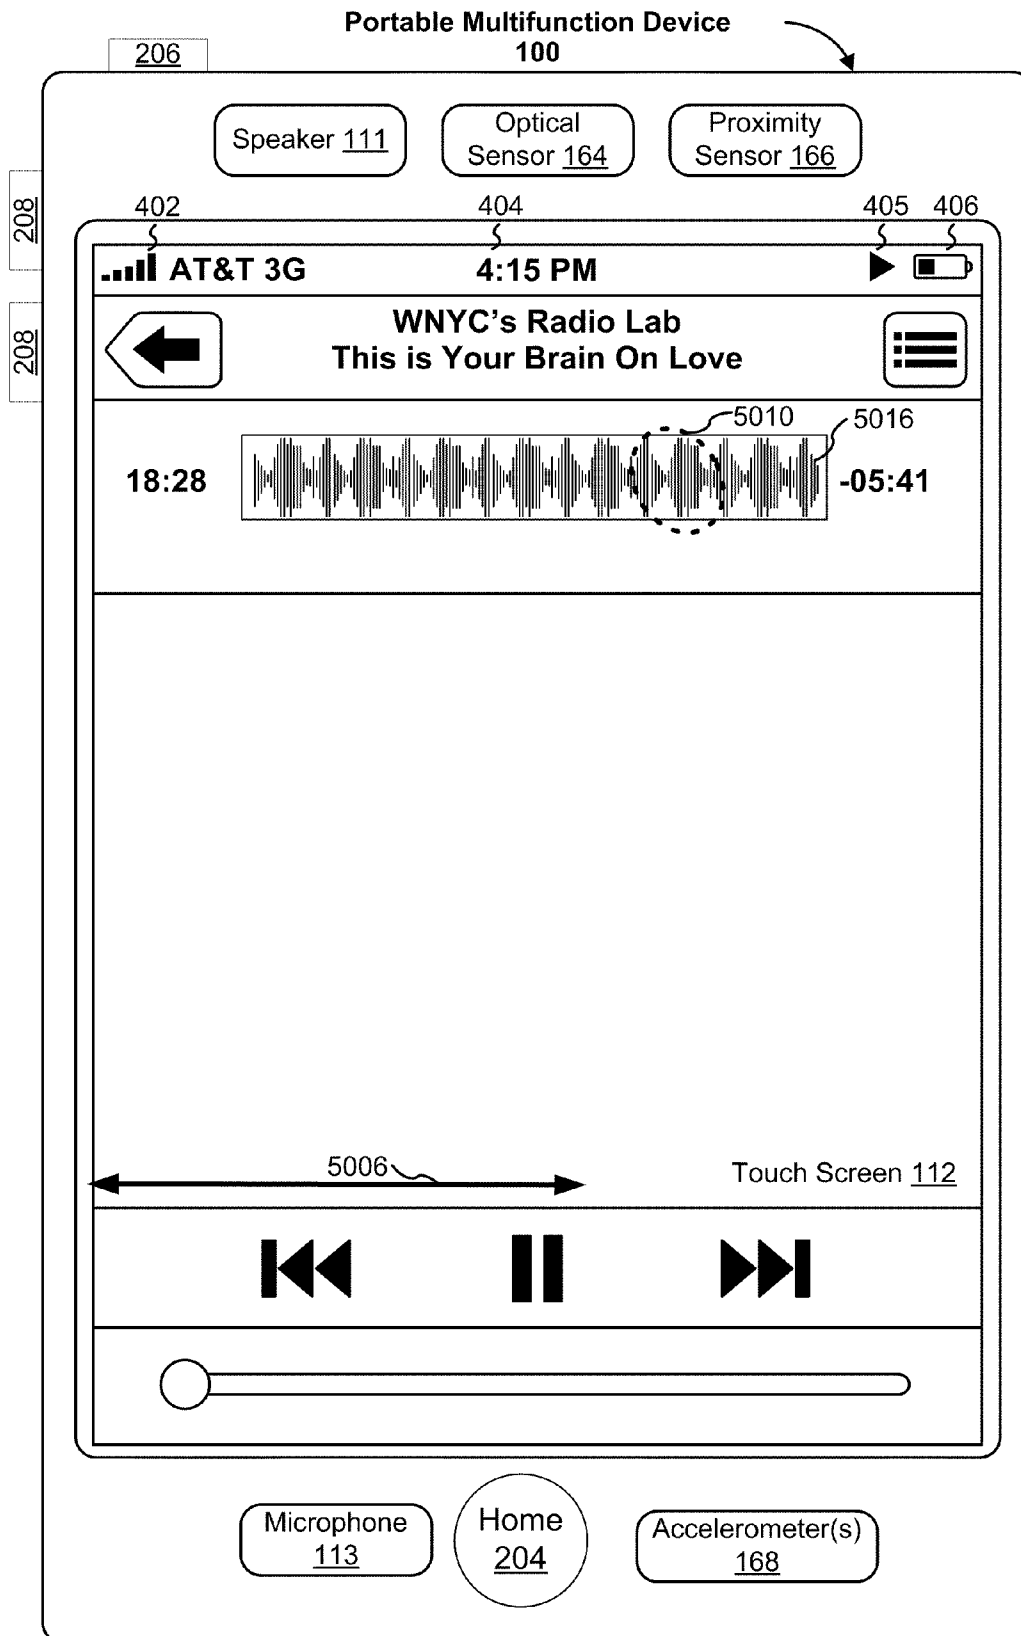 Portable Multifunction Device
100
206
Speaker 111
Optical
Sensor 164
Proximity
Sensor 166
208
208
402
404
405
406
AT&T 3G
4:15 PM
WNYC's Radio Lab
This is Your Brain On Love
5010
5016
18:28
-05:41
5006
Touch Screen 112
Microphone
113
Home
204
Accelerometer(s)
168